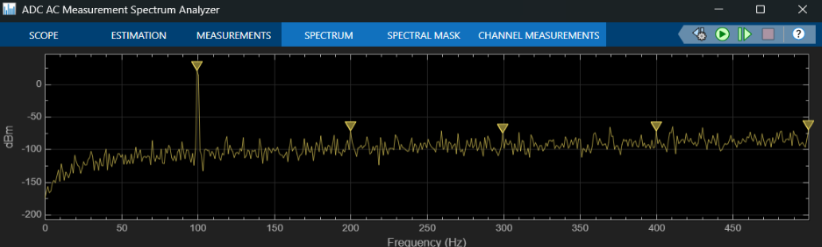 ADC AC Measurement Spectrum Analyzer
SCOPE ESTIMATION MEASUREMENTS SPECTRUM SPECTRAL MASK CHANNEL MEASUREMENTS ?
0
-50
-100
-150
-200
dBm
0 50 100 150 200 250 300 350 400 450
Frequency (Hz)